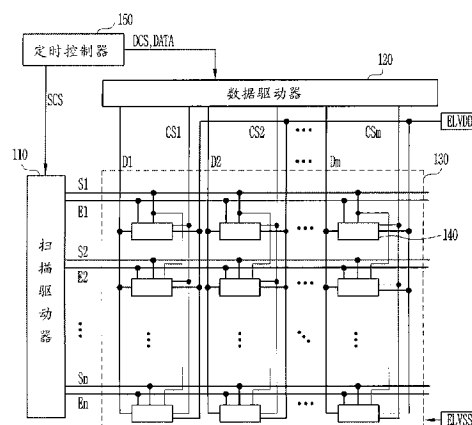 150
定时控制器
DCS,DATA
120
数据驱动器
SCS
D1
CS1
D2
CS2
Dm
CSm
ELVDD
110
130
S1
E1
140
S2
E2
扫描驱动器
Sn
En
ELVSS